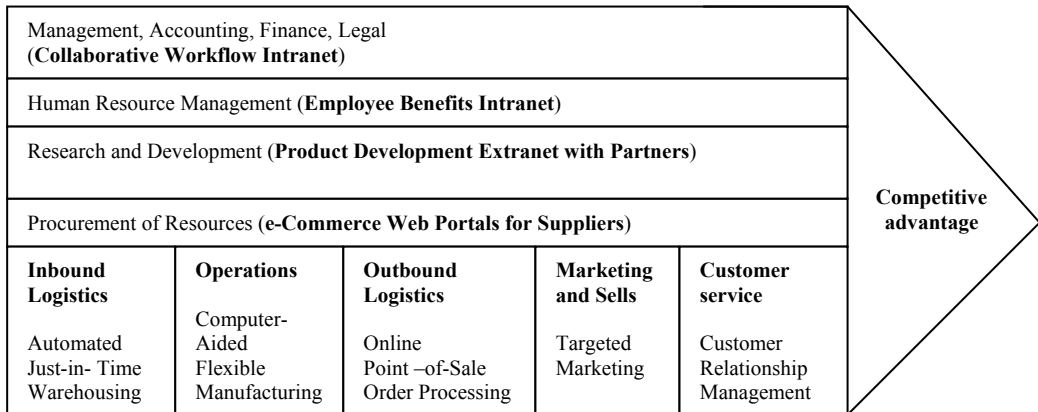 Management, Accounting, Finance, Legal
(Collaborative Workflow Intranet)
Human Resource Management (Employee Benefits Intranet)
Research and Development (Product Development Extranet with Partners)
Procurement of Resources (e-Commerce Web Portals for Suppliers)
Competitive
advantage
Inbound
Logistics
Automated
Just-in- Time
Warehousing
Operations
Computer-
Aided
Flexible
Manufacturing
Outbound
Logistics
Online
Point –of-Sale
Order Processing
Marketing
and Sells
Targeted
Marketing
Customer
service
Customer
Relationship
Management